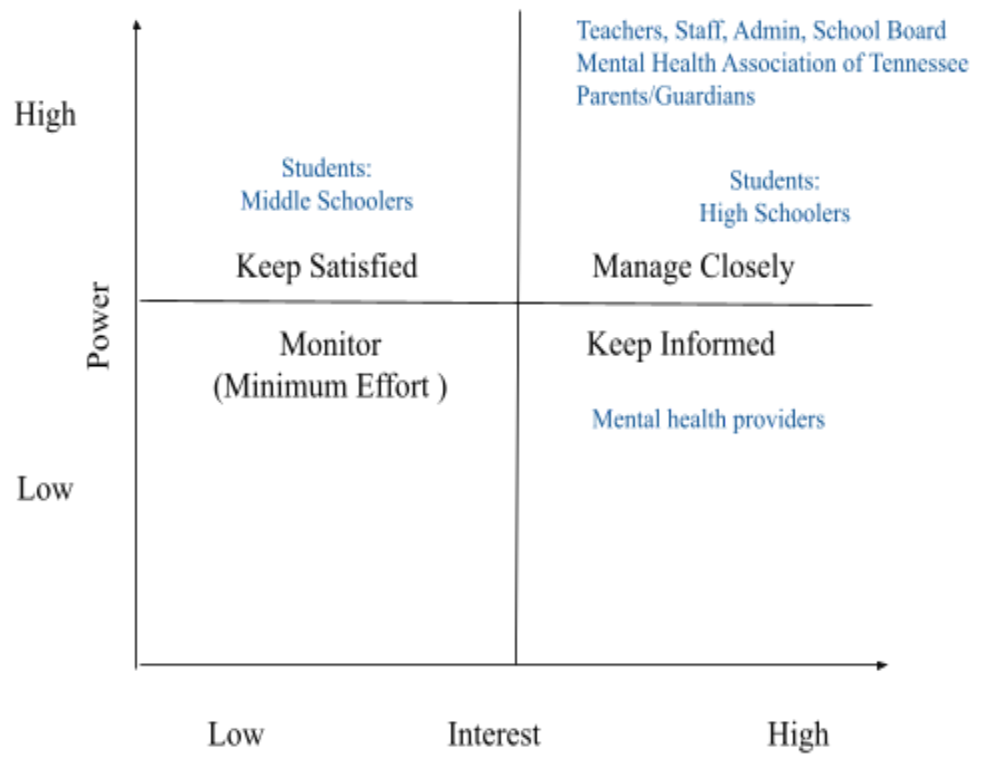 Teachers, Staff, Admin, School Board
Mental Health Association of Tennessee
Parents/Guardians
High
Students:
Middle Schoolers
Students:
High Schoolers
Keep Satisfied
Manage Closely
Power
Monitor
(Minimum Effort )
Keep Informed
Mental health providers
Low
Low
Interest
High